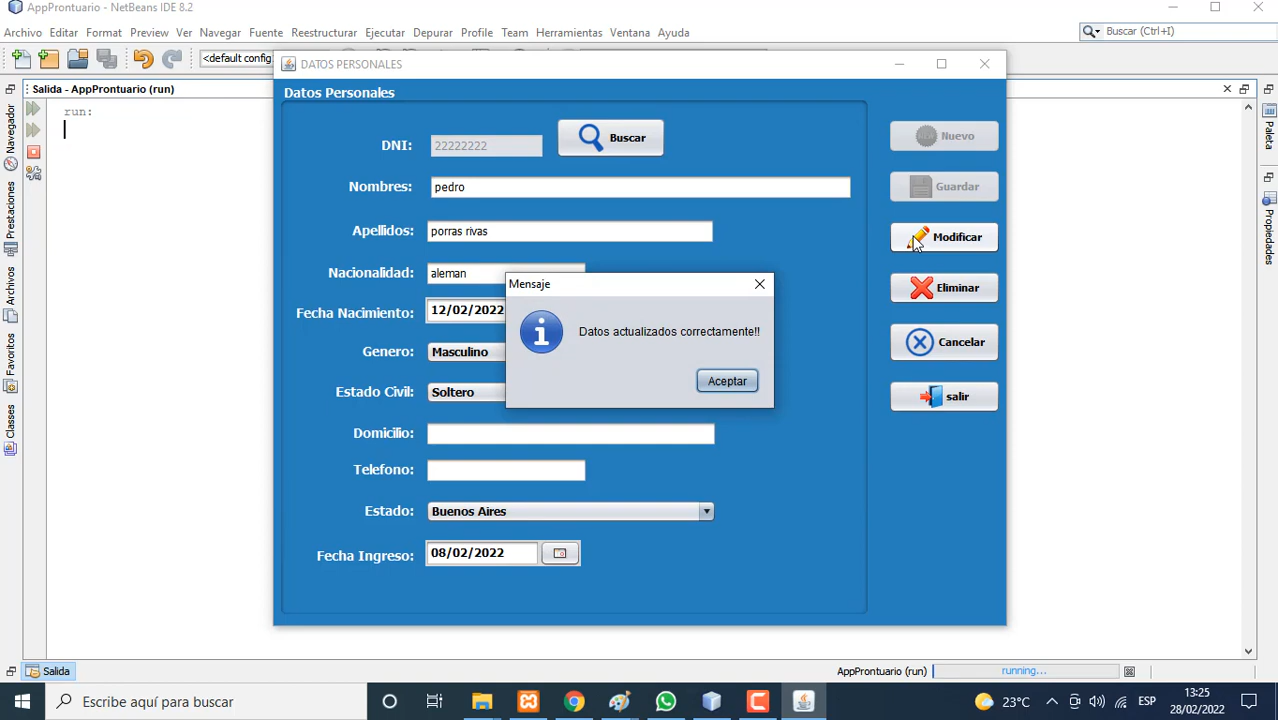 AppProntuario - NetBeans IDE 8.2
Archivo Editar Format Preview Ver Navegar Fuente Reestructurar Ejecutar Depurar Profile Team Herramientas Ventana Ayuda
Buscar (Ctrl+I)
<default config
DATOS PERSONALES
Salida - AppProntuario (run)
run:
Navegador
Prestaciones
Archivos
Favoritos
Classes
Paleta
Propiedades
Datos Personales
DNI: 22222222 Buscar
Nombres: pedro
Apellidos: porras rivas
Nacionalidad: aleman
Fecha Nacimiento: 12/02/2022
Genero: Masculino
Estado Civil: Soltero
Domicilio:
Telefono:
Estado: Buenos Aires
Fecha Ingreso: 08/02/2022
Nuevo
Guardar
Modificar
Eliminar
Cancelar
salir
Mensaje
Datos actualizados correctamente!!
Aceptar
Salida
AppProntuario (run) running...
Escribe aquí para buscar
23°C ESP 13:25
28/02/2022